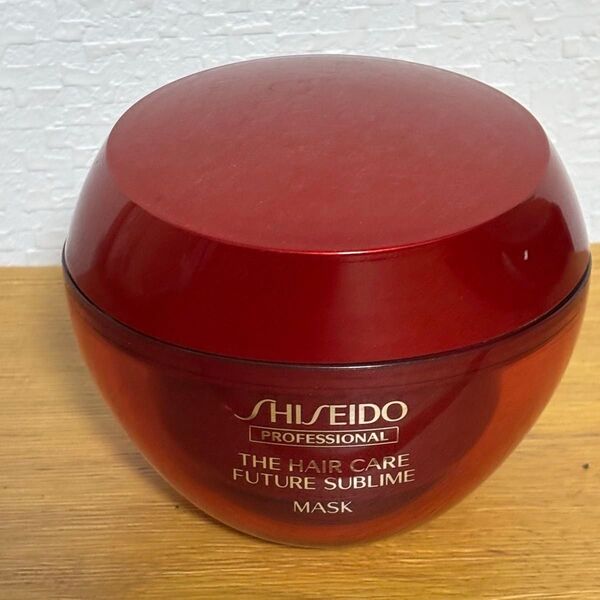 SHISEIDO
PROFESSIONAL
THE HAIR CARE
FUTURE SUBLIME
MASK